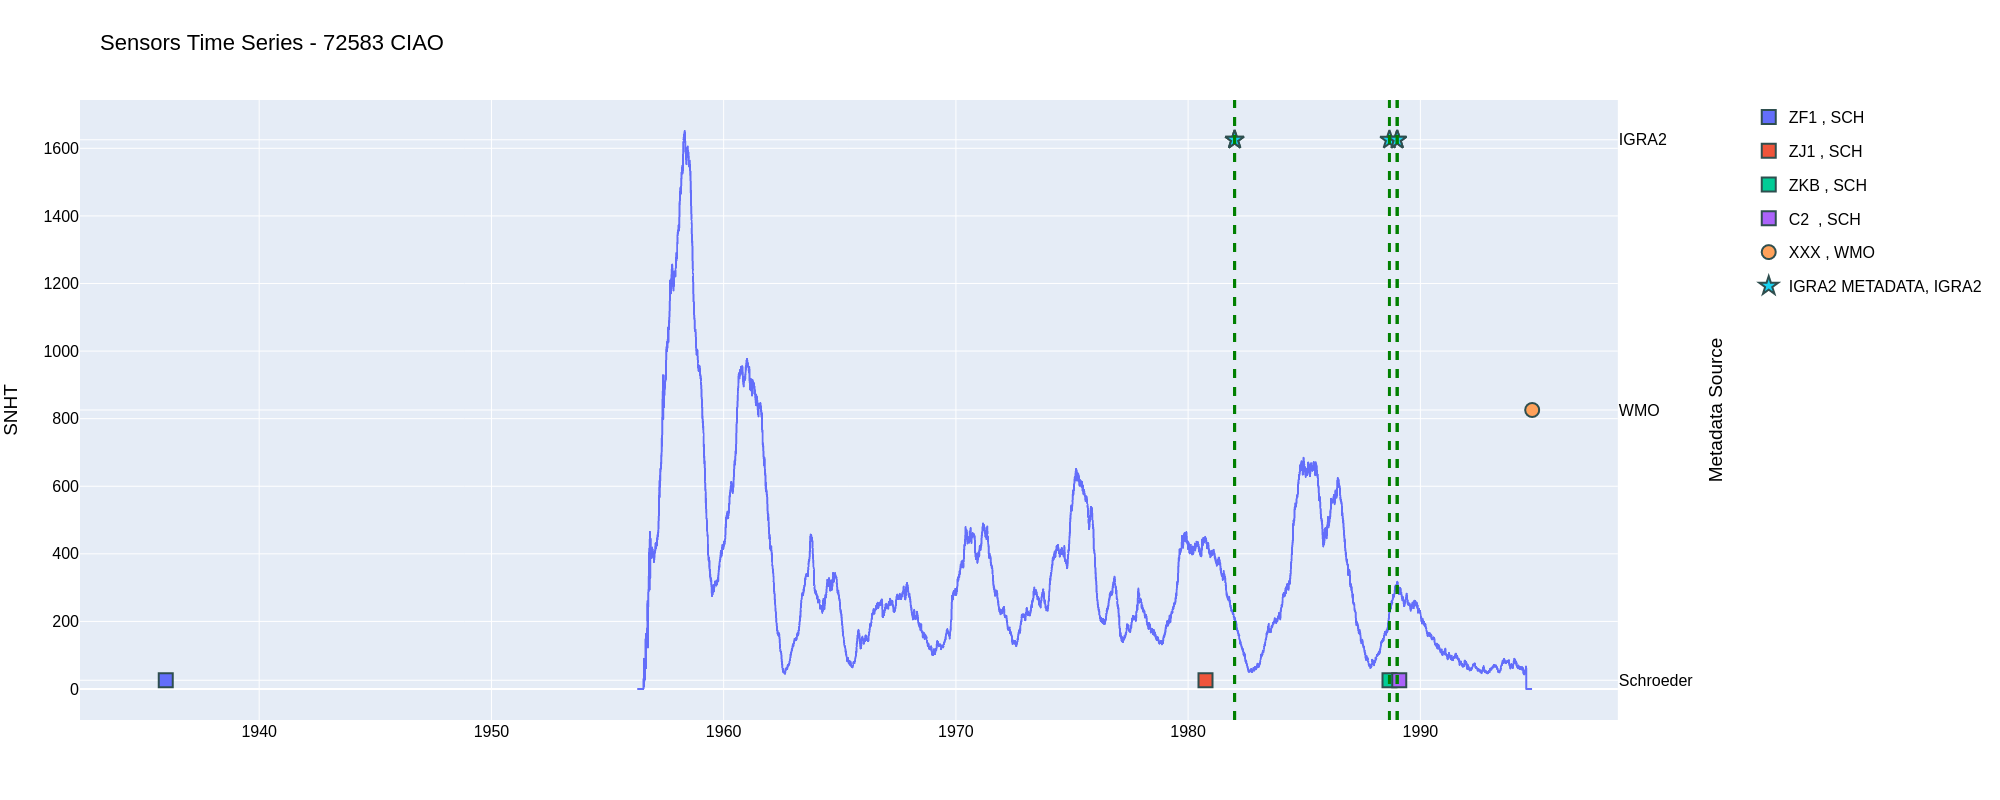 Sensors Time Series - 72583 CIAO
SNHT
1600
1400
1200
1000
800
600
400
200
0
1940
1950
1960
1970
1980
1990
IGRA2
WMO
Schroeder
Metadata Source
ZF1 , SCH
ZJ1 , SCH
ZKB , SCH
C2  , SCH
XXX , WMO
IGRA2 METADATA, IGRA2